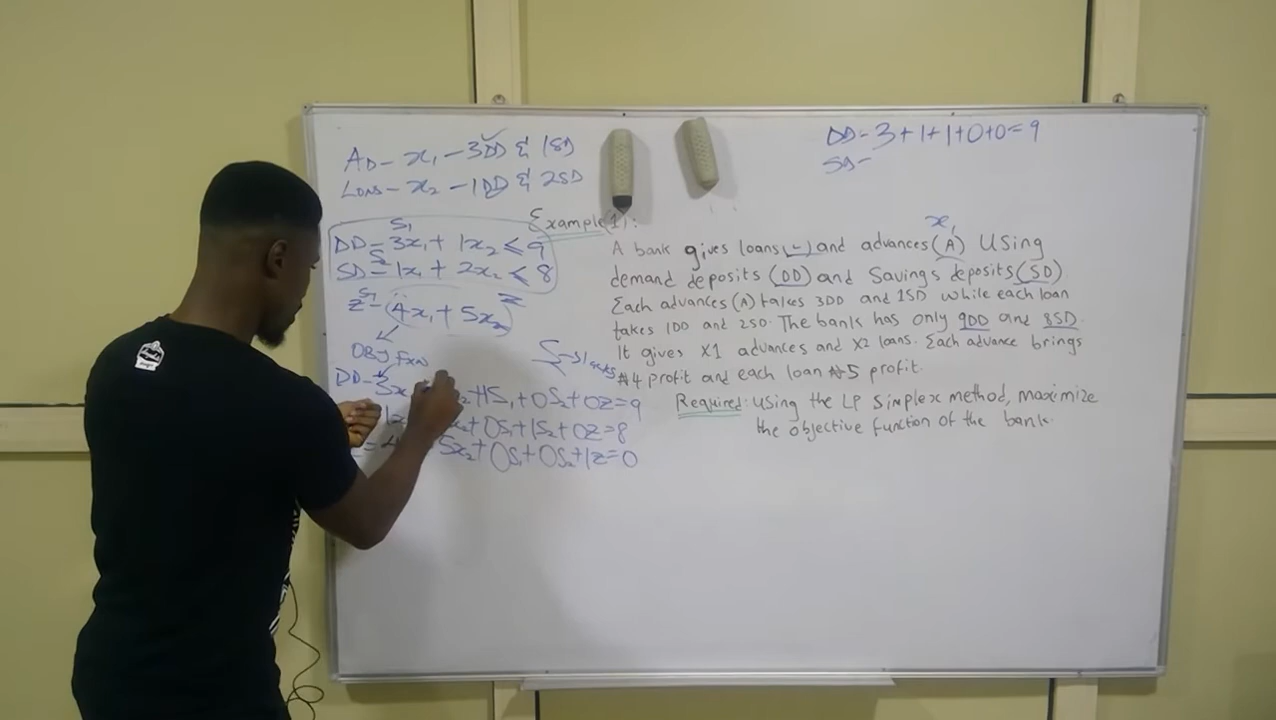 AD - x₁ - 3DD & 1SD
LOANS - x₂ - 1DD & 2SD
S₁
DD - 3x₁ + 1x₂ ≤ 9
S₂
SD = 1x₁ + 2x₂ ≤ 8
Z = (4x₁ + 5x₂) Z
OBJ FXN
S - slacks
DD - 3x x₂ + 1S₁ + 0S₂ + 0Z = 9
x₂ + 0S₁ + 1S₂ + 0Z = 8
5x₂ + 0S₁ + 0S₂ + 1Z = 0
DD - 3 + 1 + 1 + 0 + 0 = 9
SD -
Example 1:
x₁
A bank gives loans (L) and advances (A) Using
demand deposits (DD) and Savings deposits (SD)
Each advances (A) takes 3DD and 1SD while each loan
takes 1DD and 2SD. The bank has only 9DD and 8SD.
It gives X1 advances and X2 loans. Each advance brings
₦4 profit and each loan ₦5 profit.
Required: Using the LP Simplex method, maximize
the objective function of the bank.